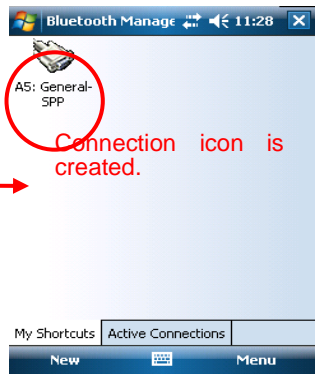 Bluetooth Manage 11:28
A5: General-
SPP
Connection icon is
created.
My Shortcuts Active Connections
New Menu